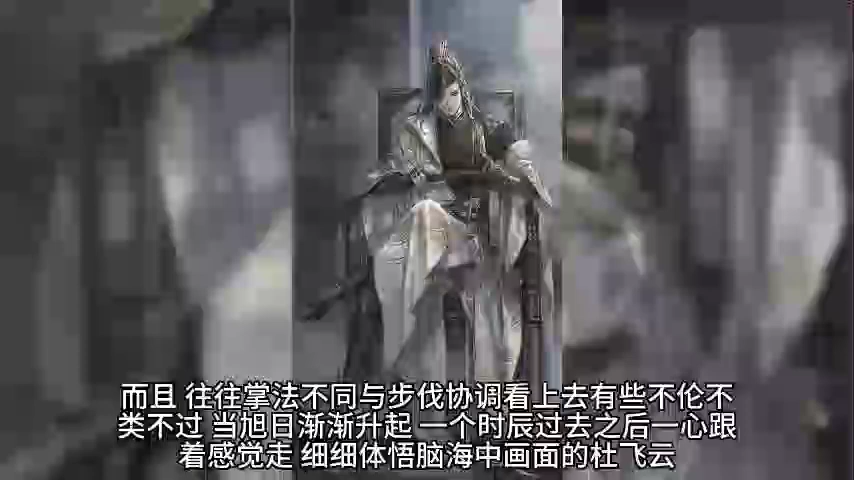 而且 往往掌法不同与步伐协调看上去有些不伦不
类不过 当旭日渐渐升起 一个时辰过去之后一心跟
着感觉走 细细体悟脑海中画面的杜飞云